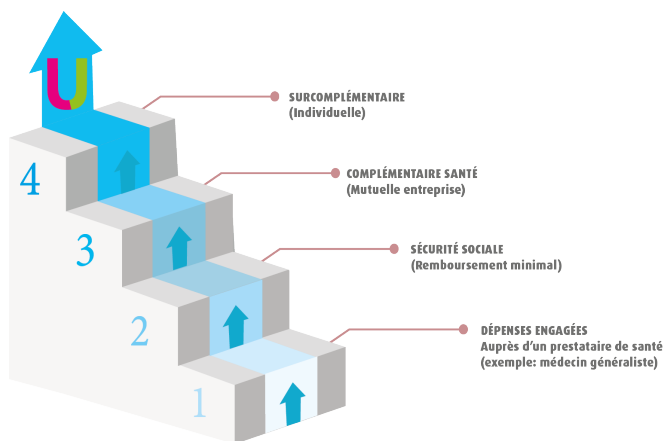 U
SURCOMPLÉMENTAIRE
(Individuelle)
4
COMPLÉMENTAIRE SANTÉ
(Mutuelle entreprise)
3
SÉCURITÉ SOCIALE
(Remboursement minimal)
2
DÉPENSES ENGAGÉES
Auprès d'un prestataire de santé
(exemple: médecin généraliste)
1